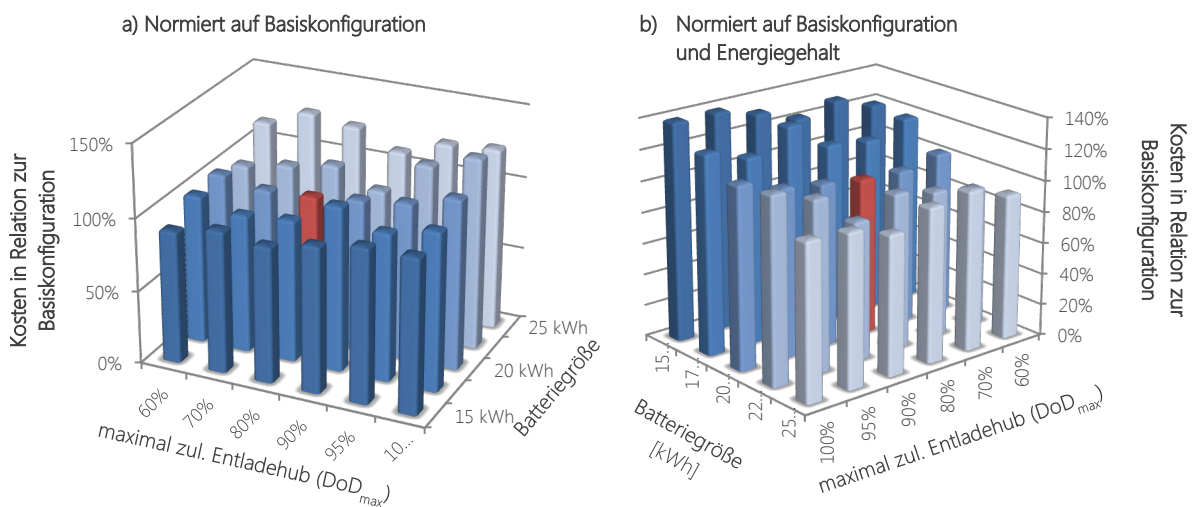 a) Normiert auf Basiskonfiguration
Kosten in Relation zur
Basiskonfiguration
150%
100%
50%
0%
60%
70%
80%
90%
95%
10...
maximal zul. Entladehub (DoDmax)
15 kWh
20 kWh
25 kWh
Batteriegröße
b) Normiert auf Basiskonfiguration
und Energiegehalt
140%
120%
100%
80%
60%
40%
20%
0%
Kosten in Relation zur
Basiskonfiguration
15...
17...
20...
22...
25...
Batteriegröße
[kWh]
100%
95%
90%
80%
70%
60%
maximal zul. Entladehub (DoDmax)